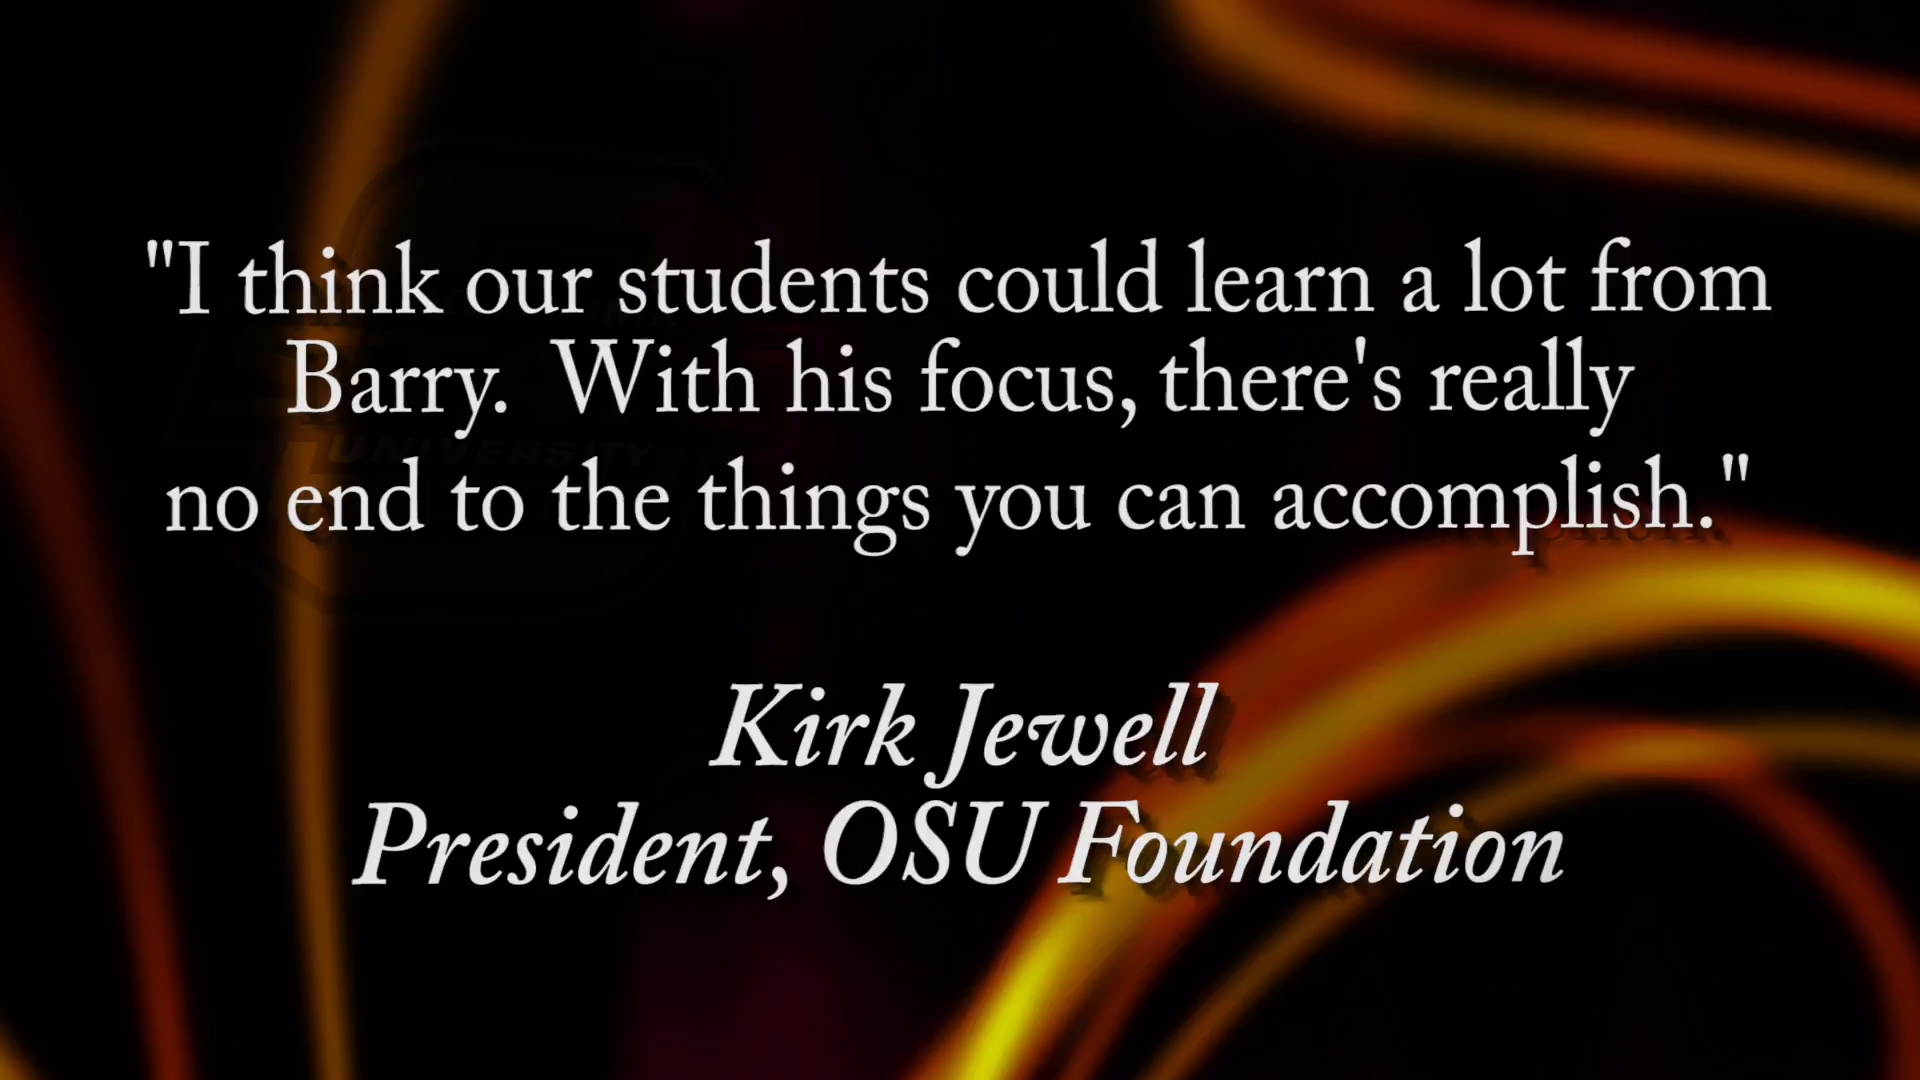 "I think our students could learn a lot from
Barry.  With his focus, there's really
no end to the things you can accomplish."
Kirk Jewell
President, OSU Foundation
UNIVERSITY